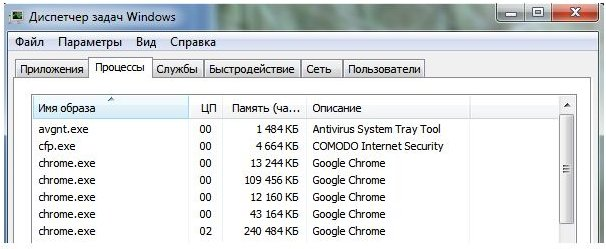 Диспетчер задач Windows
Файл Параметры Вид Справка
Приложения Процессы Службы Быстродействие Сеть Пользователи
Имя образа ЦП Память (ча... Описание
avgnt.exe 00 1 484 КБ Antivirus System Tray Tool
cfp.exe 00 4 664 КБ COMODO Internet Security
chrome.exe 00 13 244 КБ Google Chrome
chrome.exe 00 109 456 КБ Google Chrome
chrome.exe 00 12 160 КБ Google Chrome
chrome.exe 00 43 164 КБ Google Chrome
chrome.exe 02 240 484 КБ Google Chrome